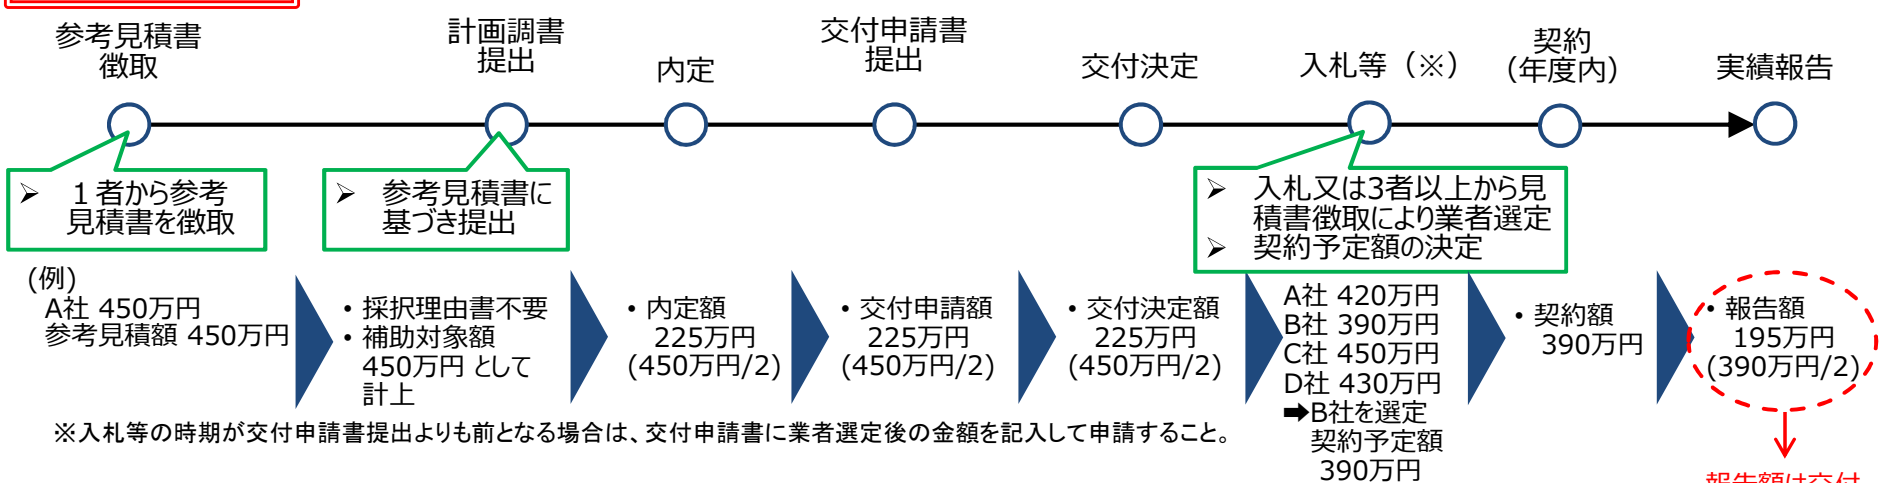 参考見積書
徴取
計画調書
提出
内定
交付申請書
提出
交付決定
入札等（※）
契約
（年度内）
実績報告
➢ １者から参考
見積書を徴取
➢ 参考見積書に
基づき提出
➢ 入札又は3者以上から見
積書徴取により業者選定
➢ 契約予定額の決定
(例)
A社 450万円
参考見積額 450万円
・採択理由書不要
・補助対象額
450万円 として
計上
・内定額
225万円
(450万円/2)
・交付申請額
225万円
(450万円/2)
・交付決定額
225万円
(450万円/2)
A社 420万円
B社 390万円
C社 450万円
D社 430万円
➡B社を選定
契約予定額
390万円
・契約額
390万円
・報告額
195万円
(390万円/2)
※入札等の時期が交付申請書提出よりも前となる場合は、交付申請書に業者選定後の金額を記入して申請すること。
報告額は交付